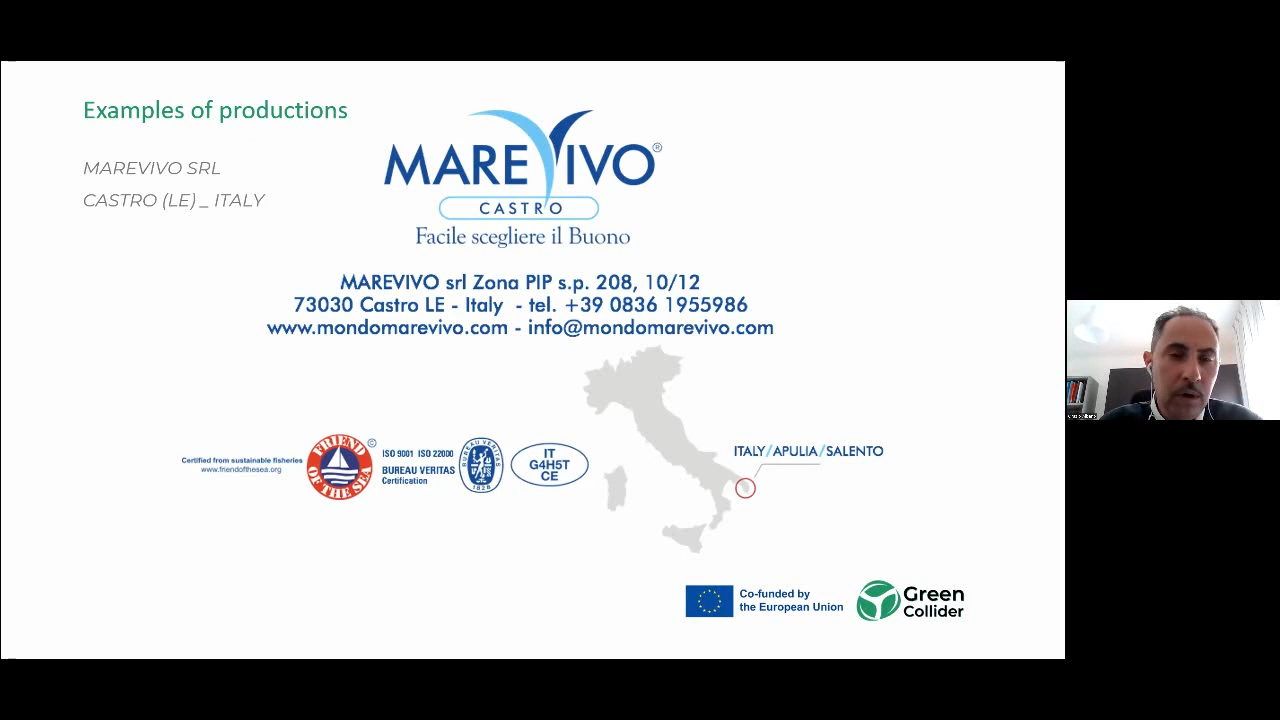 Examples of productions
MAREVIVO SRL
CASTRO (LE) _ ITALY
MAREVIVO®
CASTRO
Facile scegliere il Buono
MAREVIVO srl Zona PIP s.p. 208, 10/12
73030 Castro LE - Italy - tel. +39 0836 1955986
www.mondomarevivo.com - info@mondomarevivo.com
Certified from sustainable fisheries
www.friendofthesea.org
FRIEND OF THE SEA
©
ISO 9001 ISO 22000
BUREAU VERITAS
Certification
BUREAU VERITAS
1828
IT
G4H5T
CE
ITALY/APULIA/SALENTO
Co-funded by
the European Union
Green
Collider